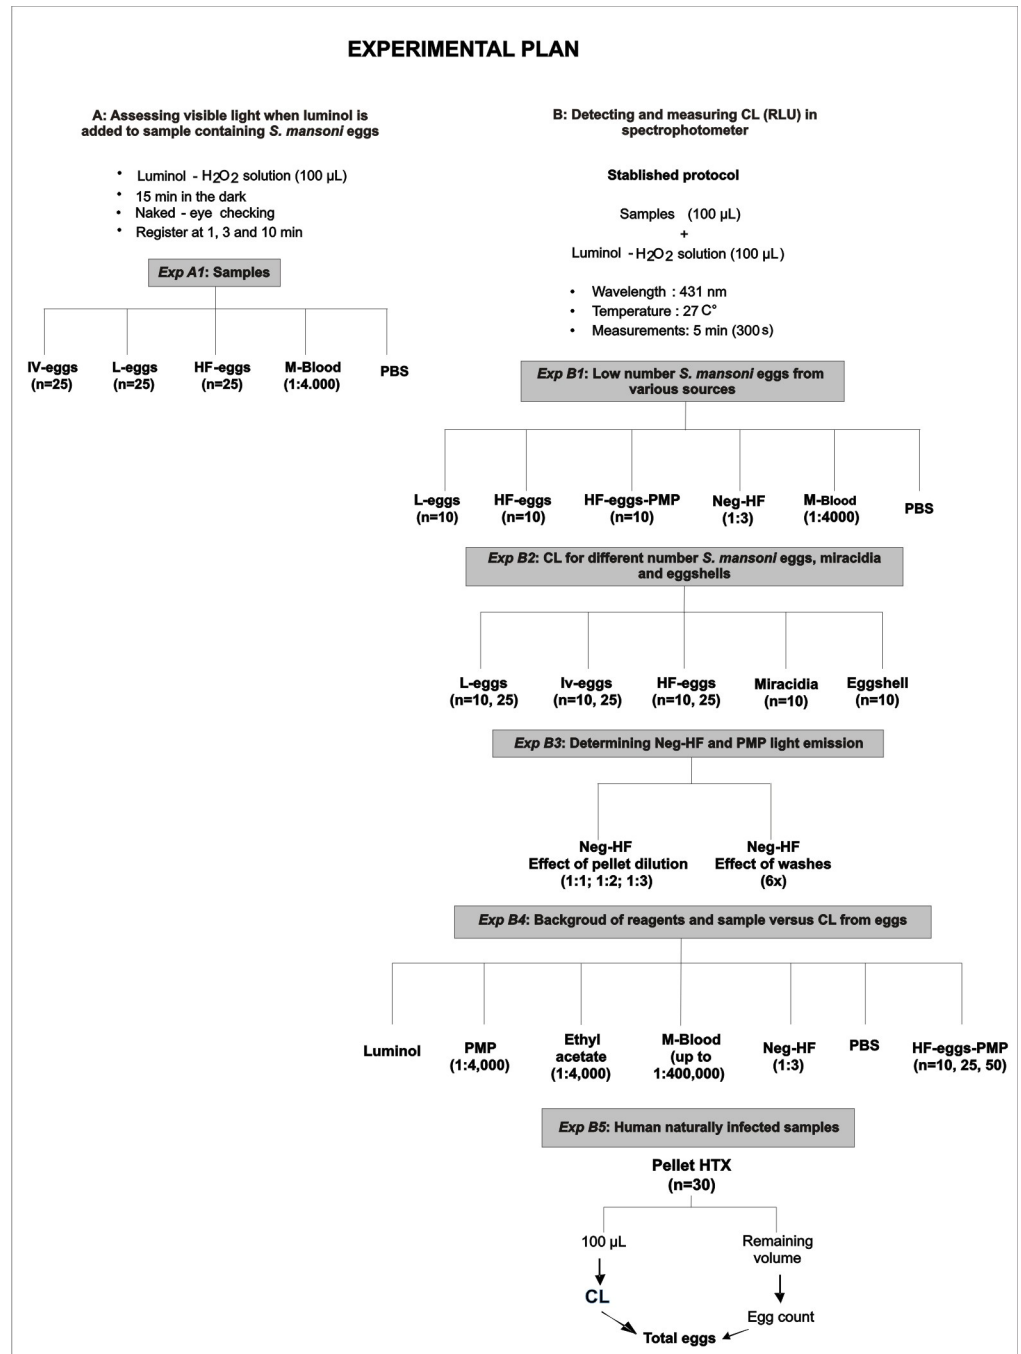 EXPERIMENTAL PLAN
A: Assessing visible light when luminol is
added to sample containing S. mansoni eggs
• Luminol - H2O2 solution (100 µL)
• 15 min in the dark
• Naked - eye checking
• Register at 1, 3 and 10 min
Exp A1: Samples
IV-eggs
(n=25)
L-eggs
(n=25)
HF-eggs
(n=25)
M-Blood
(1:4.000)
PBS
B: Detecting and measuring CL (RLU) in
spectrophotometer
Stablished protocol
Samples (100 µL)
+
Luminol - H2O2 solution (100 µL)
• Wavelength : 431 nm
• Temperature : 27 C°
• Measurements: 5 min (300s)
Exp B1: Low number S. mansoni eggs from
various sources
L-eggs
(n=10)
HF-eggs
(n=10)
HF-eggs-PMP
(n=10)
Neg-HF
(1:3)
M-Blood
(1:4000)
PBS
Exp B2: CL for different number S. mansoni eggs, miracidia
and eggshells
L-eggs
(n=10, 25)
Iv-eggs
(n=10, 25)
HF-eggs
(n=10, 25)
Miracidia
(n=10)
Eggshell
(n=10)
Exp B3: Determining Neg-HF and PMP light emission
Neg-HF
Effect of pellet dilution
(1:1; 1:2; 1:3)
Neg-HF
Effect of washes
(6x)
Exp B4: Backgroud of reagents and sample versus CL from eggs
Luminol
PMP
(1:4,000)
Ethyl
acetate
(1:4,000)
M-Blood
(up to
1:400,000)
Neg-HF
(1:3)
PBS
HF-eggs-PMP
(n=10, 25, 50)
Exp B5: Human naturally infected samples
Pellet HTX
(n=30)
100 µL
CL
Remaining
volume
Egg count
Total eggs